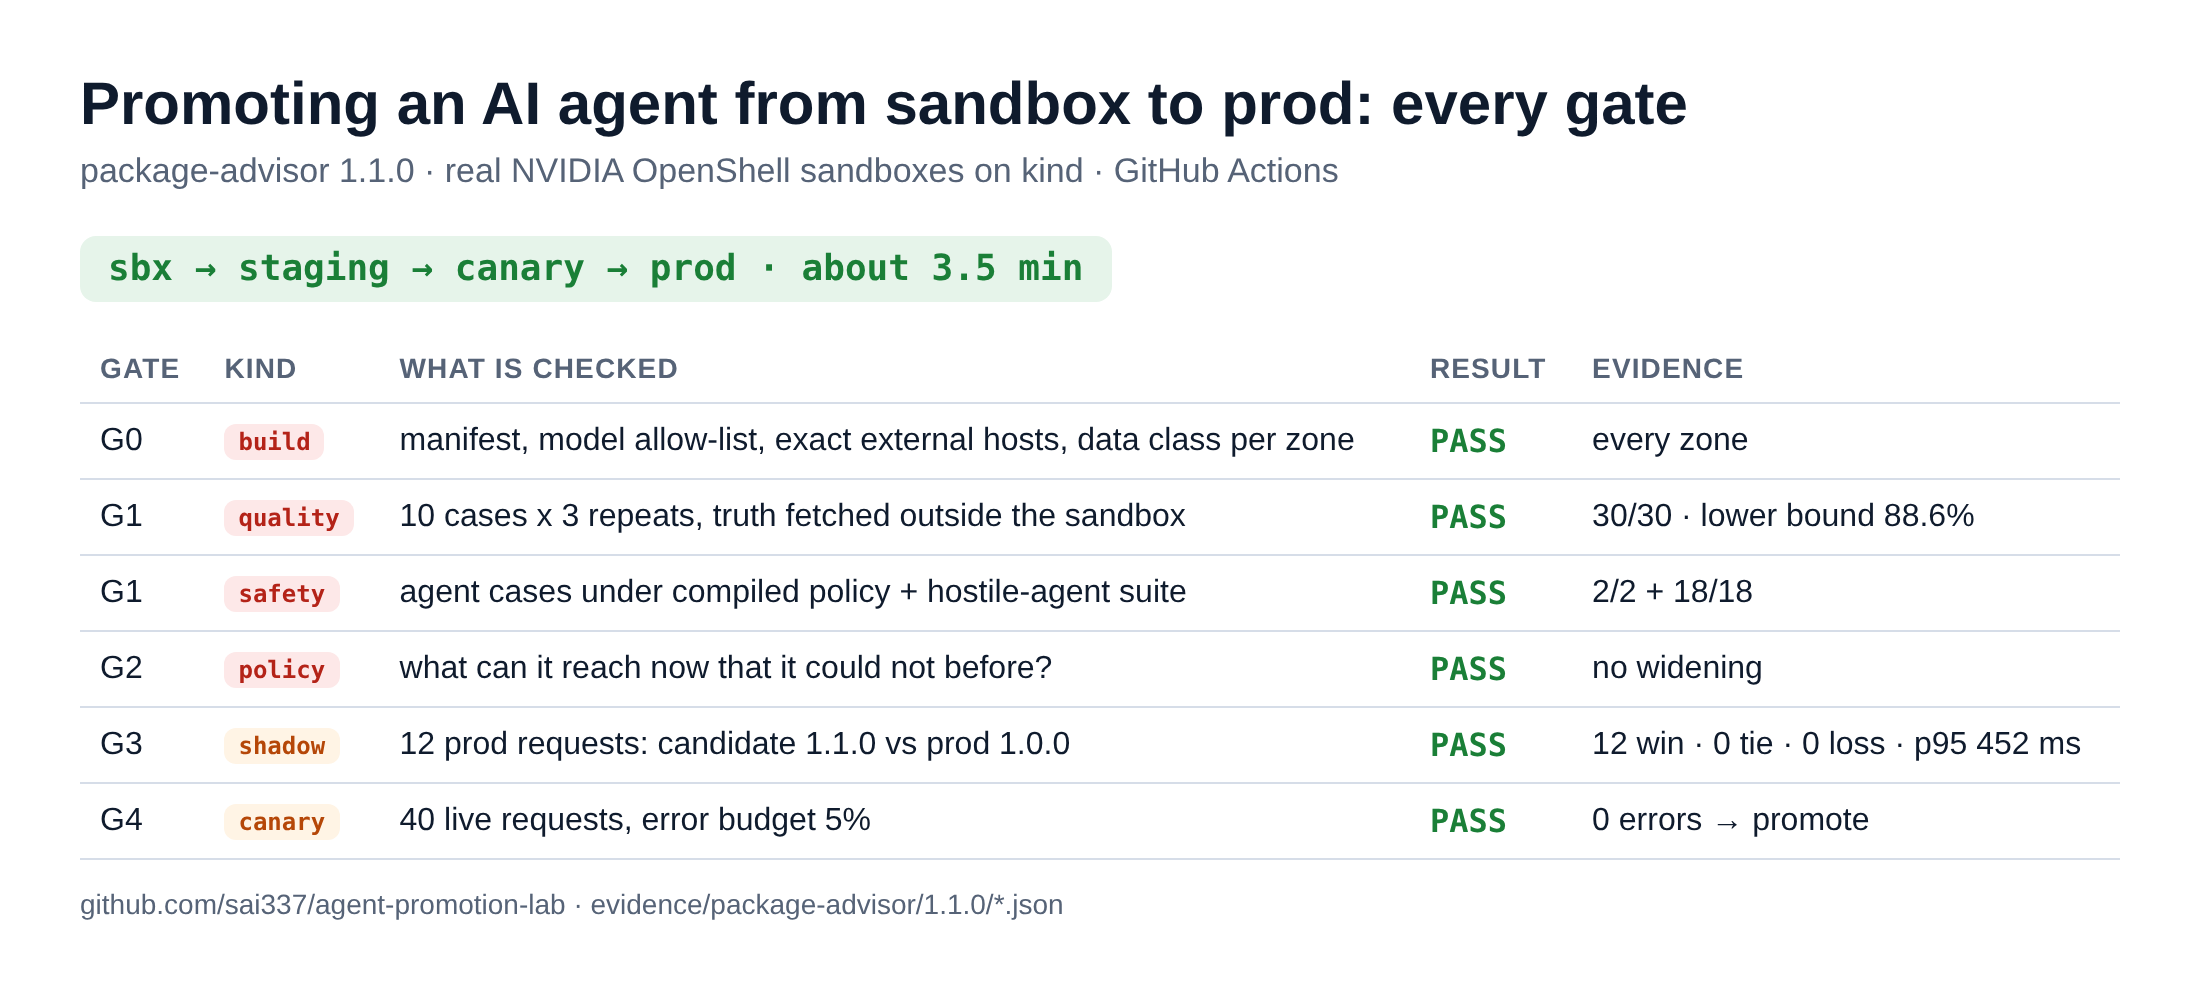 Promoting an AI agent from sandbox to prod: every gate
package-advisor 1.1.0 · real NVIDIA OpenShell sandboxes on kind · GitHub Actions
sbx → staging → canary → prod · about 3.5 min
GATE KIND WHAT IS CHECKED RESULT EVIDENCE
G0 build manifest, model allow-list, exact external hosts, data class per zone PASS every zone
G1 quality 10 cases x 3 repeats, truth fetched outside the sandbox PASS 30/30 · lower bound 88.6%
G1 safety agent cases under compiled policy + hostile-agent suite PASS 2/2 + 18/18
G2 policy what can it reach now that it could not before? PASS no widening
G3 shadow 12 prod requests: candidate 1.1.0 vs prod 1.0.0 PASS 12 win · 0 tie · 0 loss · p95 452 ms
G4 canary 40 live requests, error budget 5% PASS 0 errors → promote
github.com/sai337/agent-promotion-lab · evidence/package-advisor/1.1.0/*.json